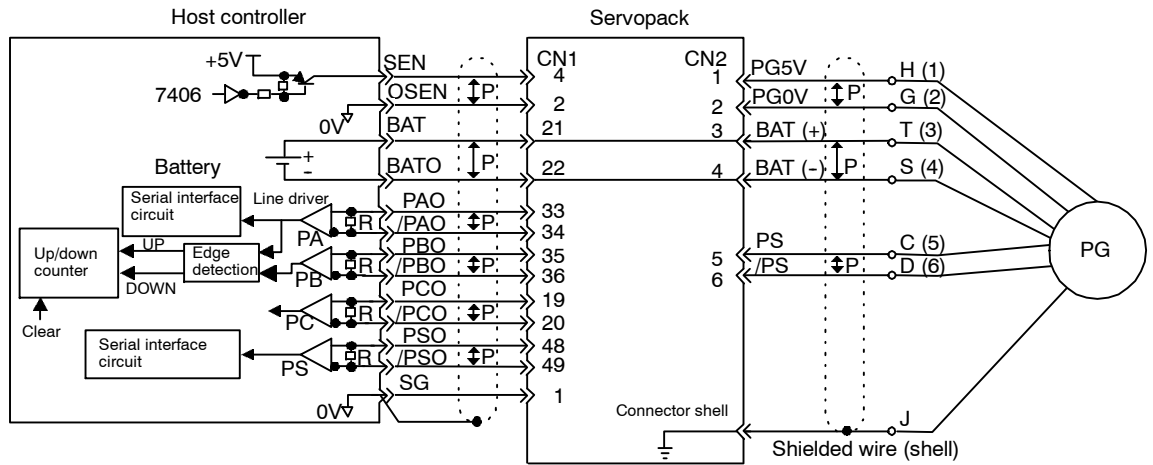 Host controller
Servopack
+5V
7406
SEN
OSEN
0V
BAT
BATO
+
-
Battery
Serial interface
circuit
Line driver
PAO
/PAO
PBO
/PBO
PCO
/PCO
PSO
/PSO
SG
R
R
R
R
PA
PB
PC
PS
Up/down
counter
UP
DOWN
Edge
detection
Clear
Serial interface
circuit
0V
P
P
P
P
P
P
CN1
4
2
21
22
33
34
35
36
19
20
48
49
1
CN2
1
2
3
4
5
6
PG5V
PG0V
BAT (+)
BAT (-)
PS
/PS
P
P
P
H (1)
G (2)
T (3)
S (4)
C (5)
D (6)
PG
Connector shell
J
Shielded wire (shell)